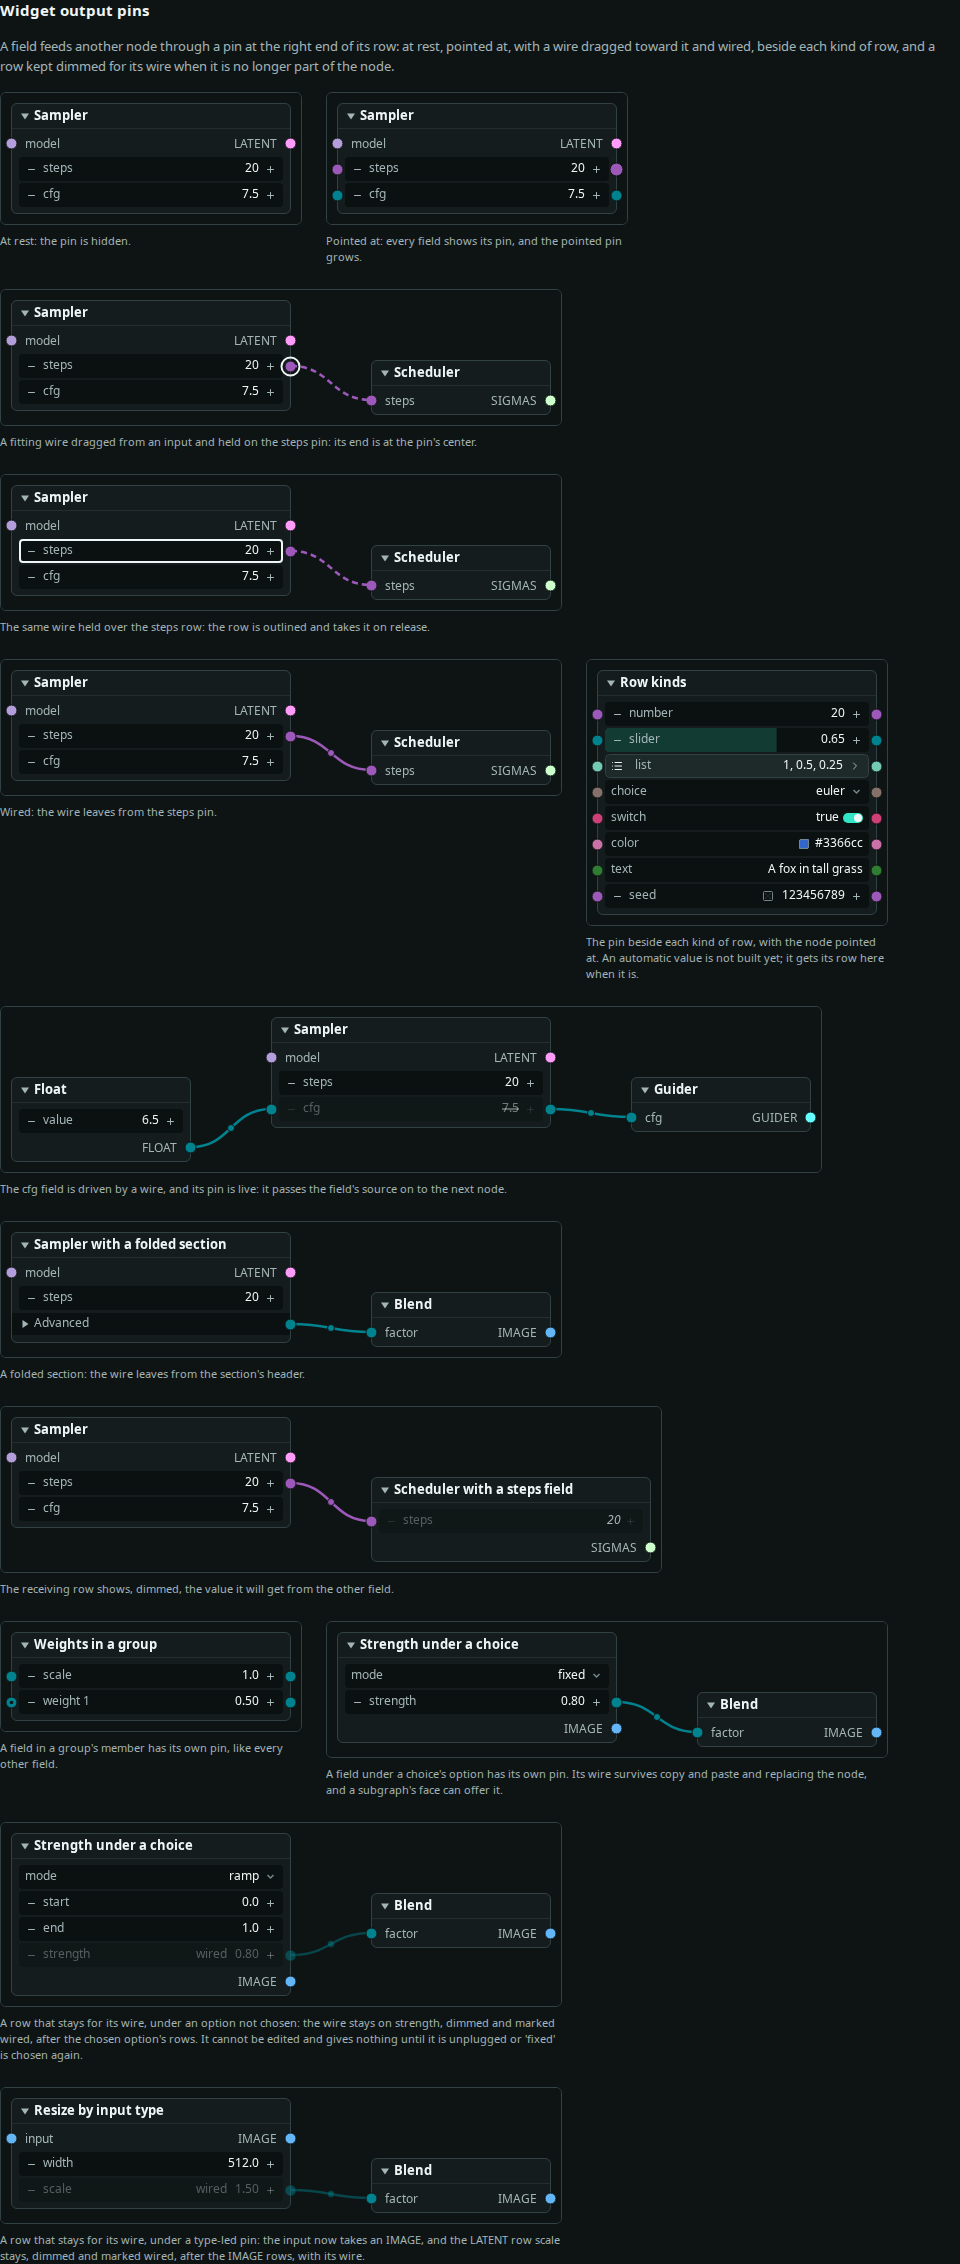 Widget output pins
A field feeds another node through a pin at the right end of its row: at rest, pointed at, with a wire dragged toward it and wired, beside each kind of row, and a
row kept dimmed for its wire when it is no longer part of the node.
Sampler
model LATENT
– steps 20 +
– cfg 7.5 +
At rest: the pin is hidden.
Sampler
model LATENT
– steps 20 +
– cfg 7.5 +
Pointed at: every field shows its pin, and the pointed pin
grows.
Sampler
model LATENT
– steps 20 +
– cfg 7.5 +
Scheduler
steps SIGMAS
A fitting wire dragged from an input and held on the steps pin: its end is at the pin's center.
Sampler
model LATENT
– steps 20 +
– cfg 7.5 +
Scheduler
steps SIGMAS
The same wire held over the steps row: the row is outlined and takes it on release.
Sampler
model LATENT
– steps 20 +
– cfg 7.5 +
Scheduler
steps SIGMAS
Wired: the wire leaves from the steps pin.
Row kinds
– number 20 +
– slider 0.65 +
list 1, 0.5, 0.25
choice euler
switch true
color #3366cc
text A fox in tall grass
– seed 123456789 +
The pin beside each kind of row, with the node pointed
at. An automatic value is not built yet; it gets its row here
when it is.
Float
– value 6.5 +
FLOAT
Sampler
model LATENT
– steps 20 +
– cfg 7.5 +
Guider
cfg GUIDER
The cfg field is driven by a wire, and its pin is live: it passes the field's source on to the next node.
Sampler with a folded section
model LATENT
– steps 20 +
Advanced
Blend
factor IMAGE
A folded section: the wire leaves from the section's header.
Sampler
model LATENT
– steps 20 +
– cfg 7.5 +
Scheduler with a steps field
– steps 20 +
SIGMAS
The receiving row shows, dimmed, the value it will get from the other field.
Weights in a group
– scale 1.0 +
– weight 1 0.50 +
A field in a group's member has its own pin, like every
other field.
Strength under a choice
mode fixed
– strength 0.80 +
IMAGE
Blend
factor IMAGE
A field under a choice's option has its own pin. Its wire survives copy and paste and replacing the node,
and a subgraph's face can offer it.
Strength under a choice
mode ramp
– start 0.0 +
– end 1.0 +
– strength wired 0.80 +
IMAGE
Blend
factor IMAGE
A row that stays for its wire, under an option not chosen: the wire stays on strength, dimmed and marked
wired, after the chosen option's rows. It cannot be edited and gives nothing until it is unplugged or 'fixed'
is chosen again.
Resize by input type
input IMAGE
– width 512.0 +
– scale wired 1.50 +
Blend
factor IMAGE
A row that stays for its wire, under a type-led pin: the input now takes an IMAGE, and the LATENT row scale
stays, dimmed and marked wired, after the IMAGE rows, with its wire.